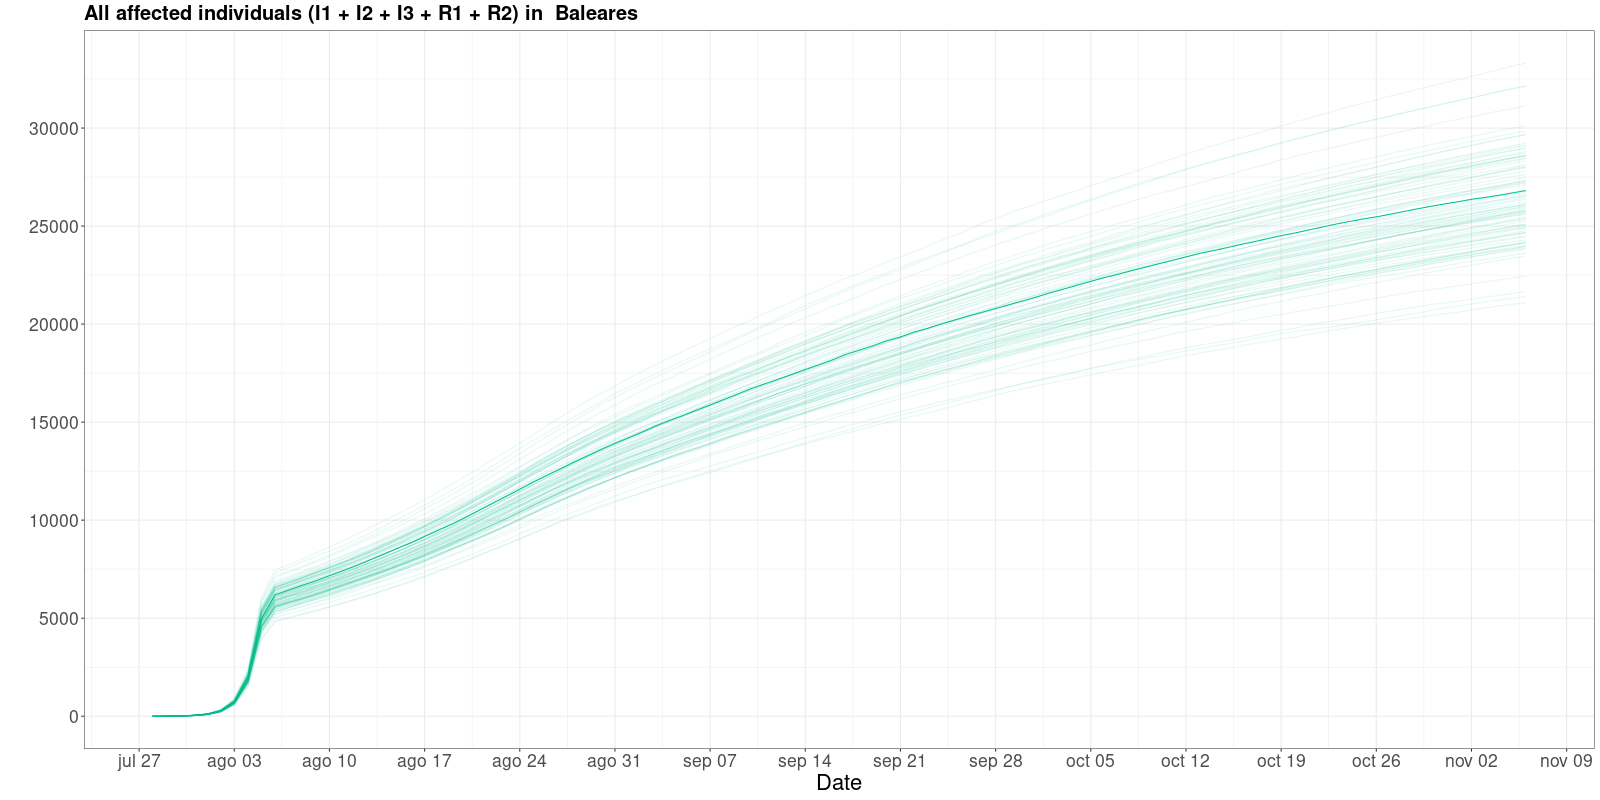 All affected individuals (I1 + I2 + I3 + R1 + R2) in  Baleares
30000
25000
20000
15000
10000
5000
0
jul 27 ago 03 ago 10 ago 17 ago 24 ago 31 sep 07 sep 14 sep 21 sep 28 oct 05 oct 12 oct 19 oct 26 nov 02 nov 09
Date